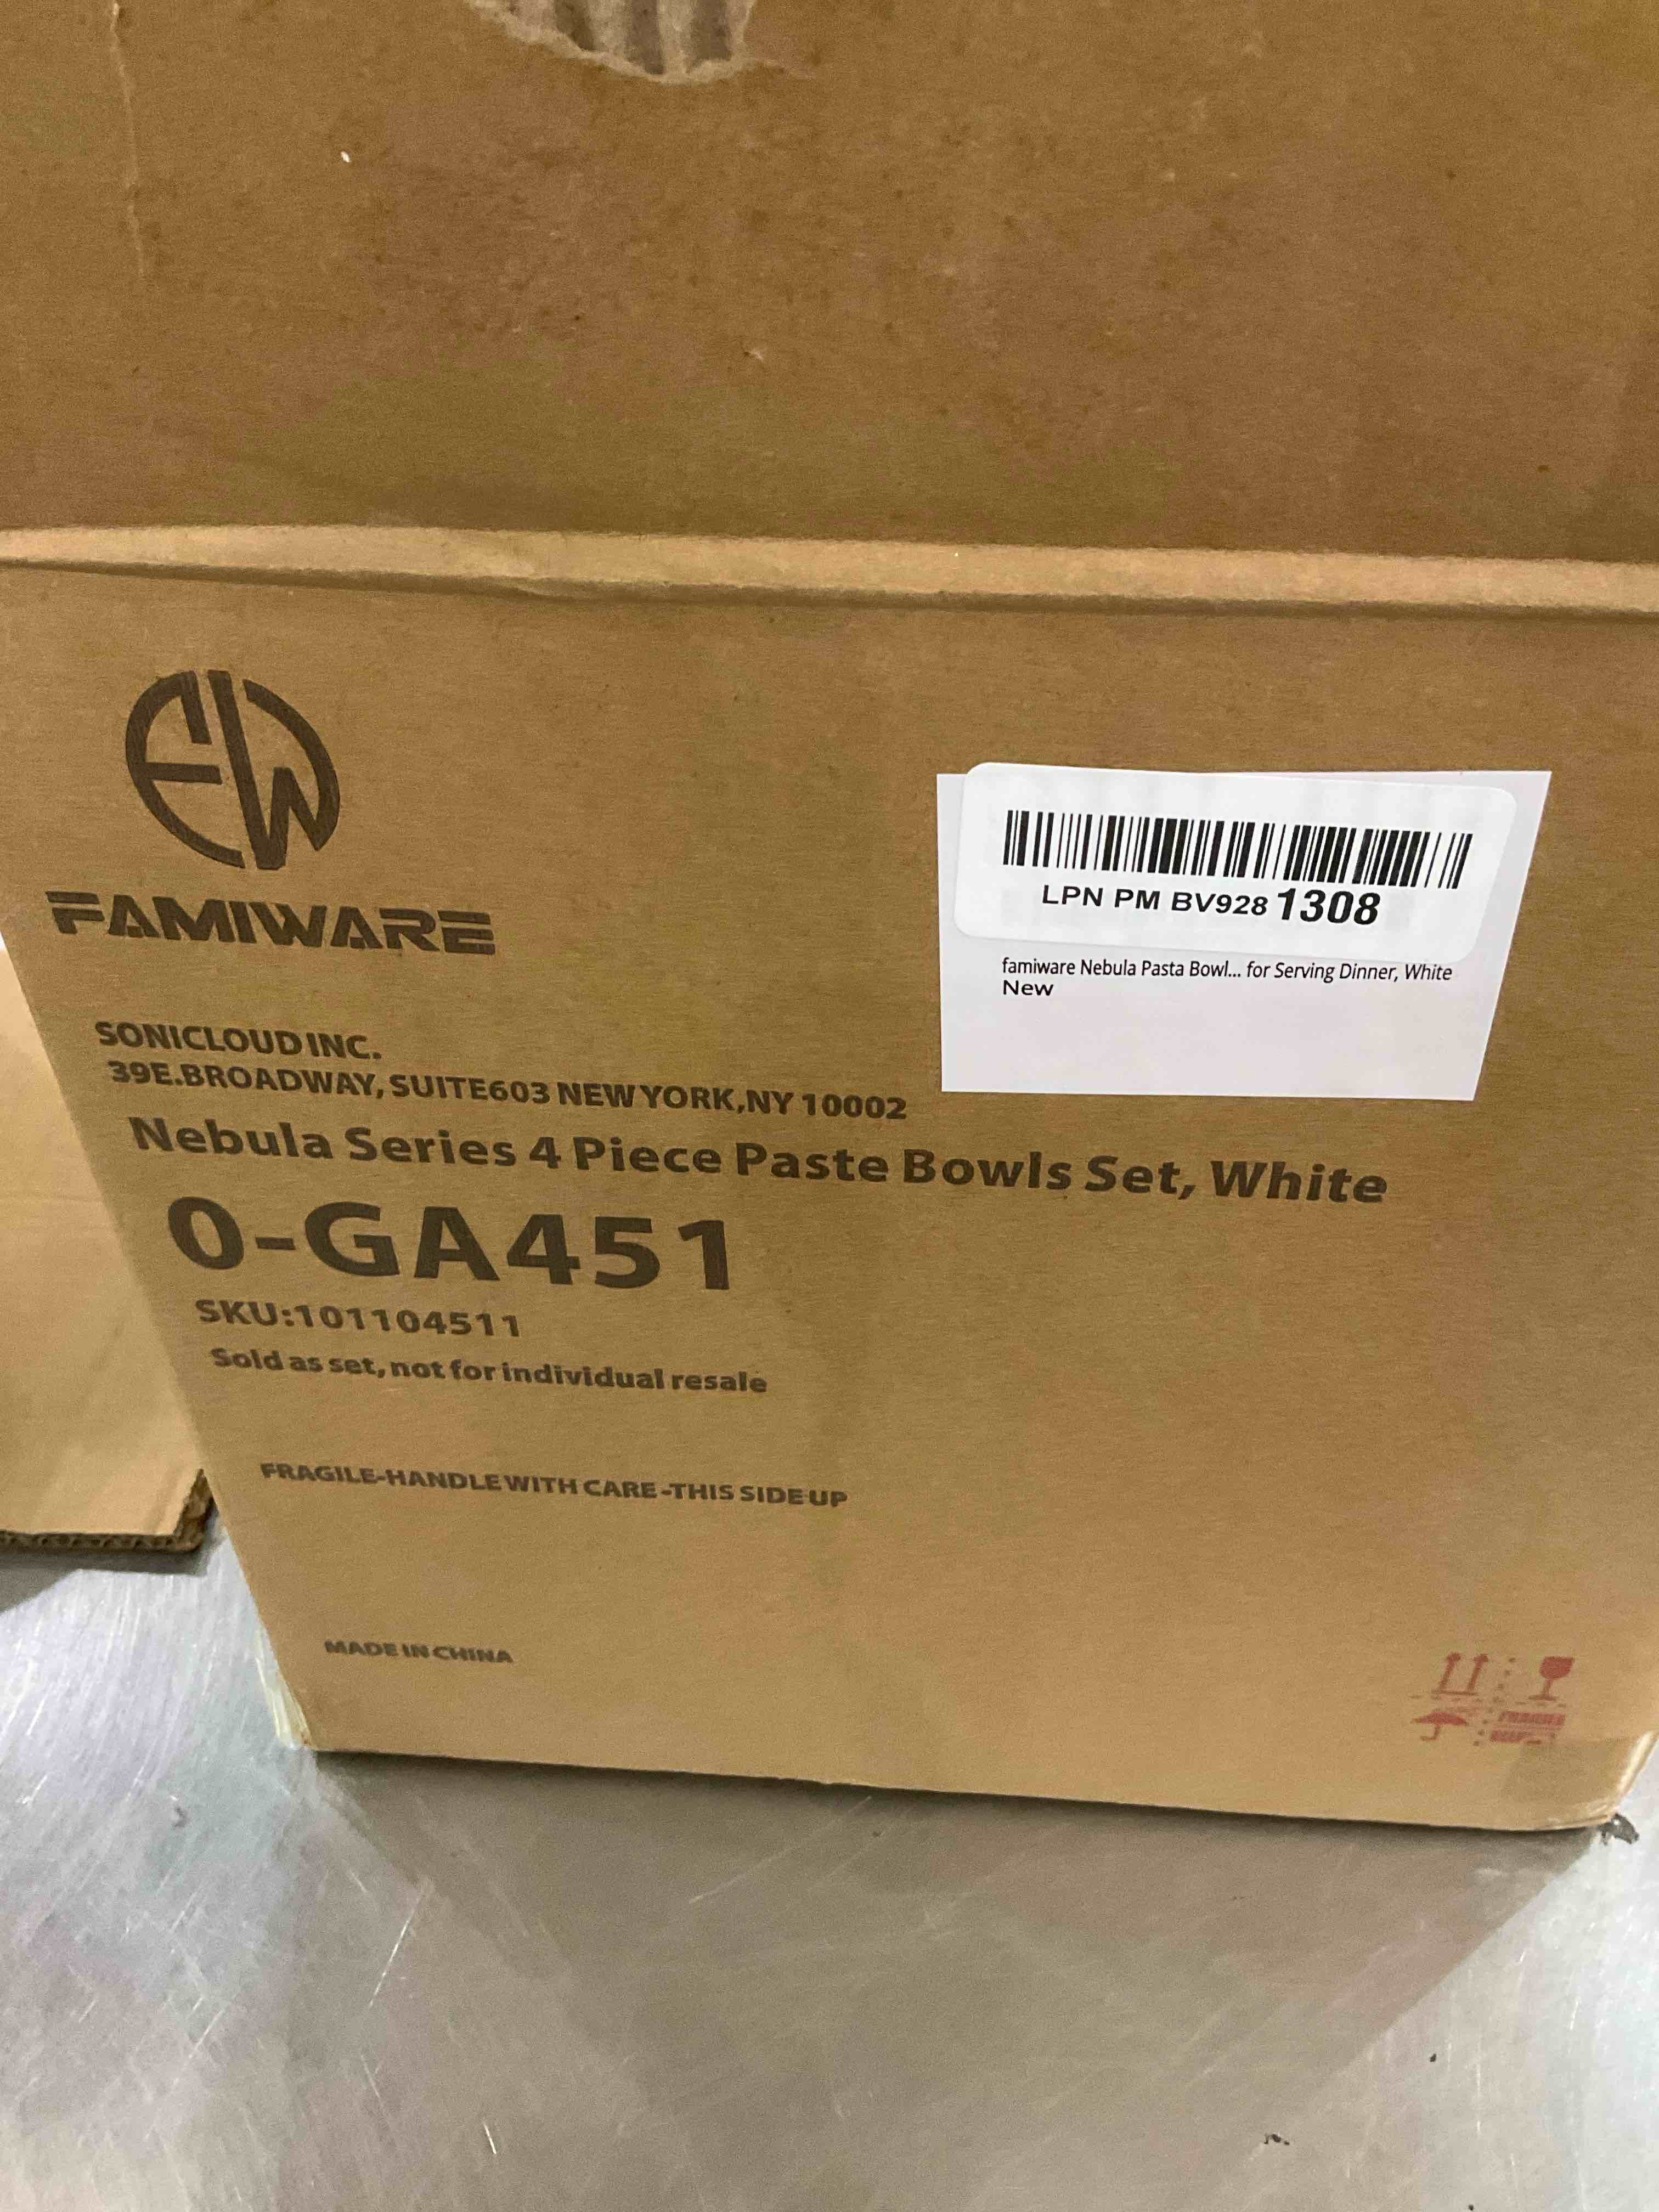 FW
FAMIWARE
LPN PM BV928 1308
famiware Nebula Pasta Bowl... for Serving Dinner, White
New
SONICLOUD INC.
39E.BROADWAY, SUITE603 NEW YORK,NY 10002
Nebula Series 4 Piece Paste Bowls Set, White
0-GA451
SKU:101104511
Sold as set, not for individual resale
FRAGILE-HANDLE WITH CARE-THIS SIDE UP
MADE IN CHINA